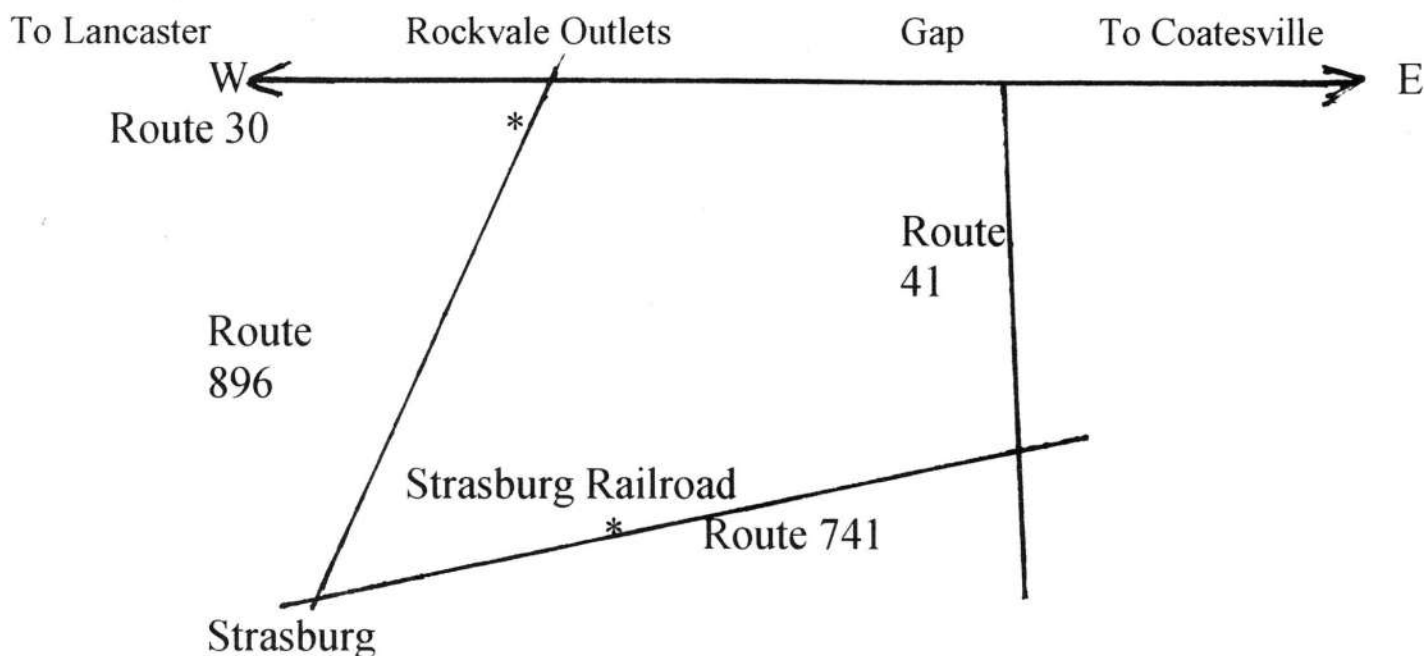 To Lancaster Rockvale Outlets Gap To Coatesville
W E
Route 30
*
Route
41
Route
896
Strasburg Railroad
*
Route 741
Strasburg